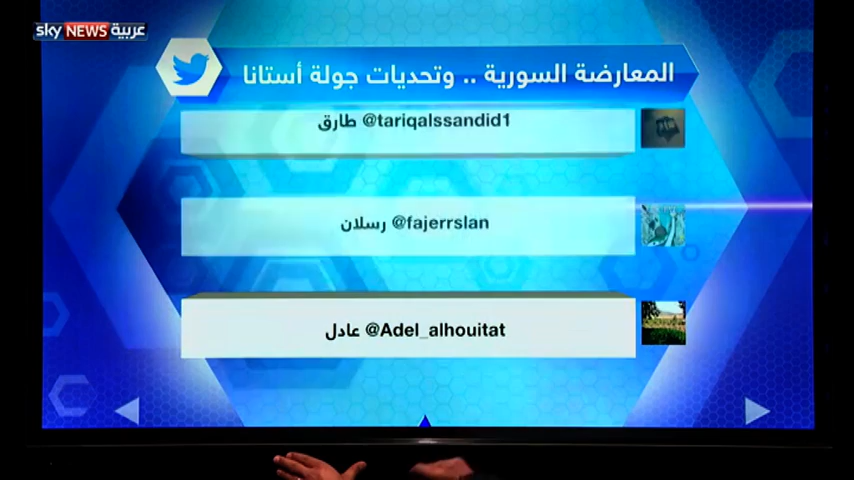 sky NEWS عربية
المعارضة السورية .. وتحديات جولة أستانا
طارق @tariqalssandid1
رسلان @fajerrslan
عادل @Adel_alhouitat